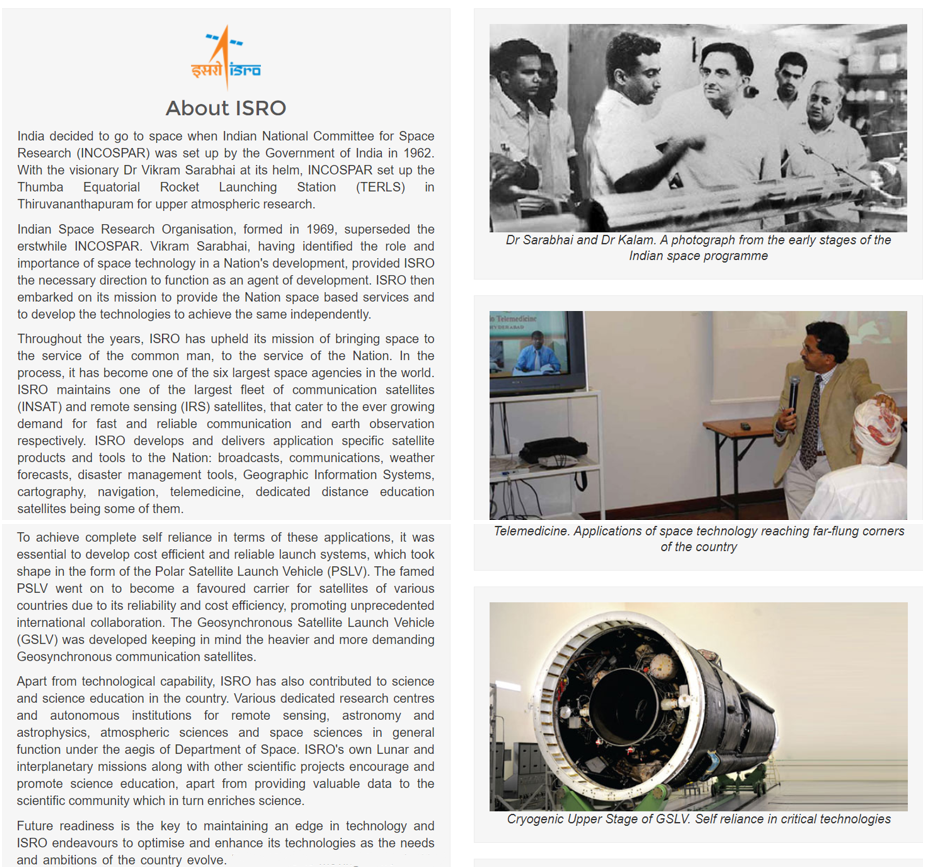 इसरो isro
About ISRO
India decided to go to space when Indian National Committee for Space
Research (INCOSPAR) was set up by the Government of India in 1962.
With the visionary Dr Vikram Sarabhai at its helm, INCOSPAR set up the
Thumba Equatorial Rocket Launching Station (TERLS) in
Thiruvananthapuram for upper atmospheric research.
Indian Space Research Organisation, formed in 1969, superseded the
erstwhile INCOSPAR. Vikram Sarabhai, having identified the role and
importance of space technology in a Nation's development, provided ISRO
the necessary direction to function as an agent of development. ISRO then
embarked on its mission to provide the Nation space based services and
to develop the technologies to achieve the same independently.
Throughout the years, ISRO has upheld its mission of bringing space to
the service of the common man, to the service of the Nation. In the
process, it has become one of the six largest space agencies in the world.
ISRO maintains one of the largest fleet of communication satellites
(INSAT) and remote sensing (IRS) satellites, that cater to the ever growing
demand for fast and reliable communication and earth observation
respectively. ISRO develops and delivers application specific satellite
products and tools to the Nation: broadcasts, communications, weather
forecasts, disaster management tools, Geographic Information Systems,
cartography, navigation, telemedicine, dedicated distance education
satellites being some of them.
To achieve complete self reliance in terms of these applications, it was
essential to develop cost efficient and reliable launch systems, which took
shape in the form of the Polar Satellite Launch Vehicle (PSLV). The famed
PSLV went on to become a favoured carrier for satellites of various
countries due to its reliability and cost efficiency, promoting unprecedented
international collaboration. The Geosynchronous Satellite Launch Vehicle
(GSLV) was developed keeping in mind the heavier and more demanding
Geosynchronous communication satellites.
Apart from technological capability, ISRO has also contributed to science
and science education in the country. Various dedicated research centres
and autonomous institutions for remote sensing, astronomy and
astrophysics, atmospheric sciences and space sciences in general
function under the aegis of Department of Space. ISRO's own Lunar and
interplanetary missions along with other scientific projects encourage and
promote science education, apart from providing valuable data to the
scientific community which in turn enriches science.
Future readiness is the key to maintaining an edge in technology and
ISRO endeavours to optimise and enhance its technologies as the needs
and ambitions of the country evolve.
Dr Sarabhai and Dr Kalam. A photograph from the early stages of the
Indian space programme
in Telemedicine
Telemedicine. Applications of space technology reaching far-flung corners
of the country
Cryogenic Upper Stage of GSLV. Self reliance in critical technologies